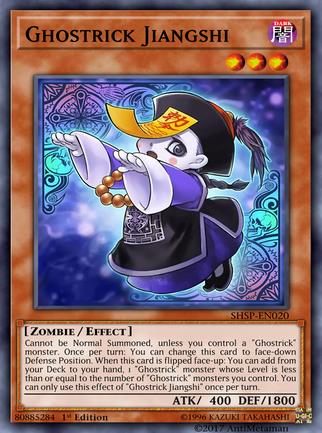 Ghostrick Jiangshi
DARK
闇
SHSP-EN020
[Zombie / Effect]
Cannot be Normal Summoned, unless you control a "Ghostrick"
monster. Once per turn: You can change this card to face-down
Defense Position. When this card is flipped face-up: You can add from
your Deck to your hand, 1 "Ghostrick" monster whose Level is less
than or equal to the number of "Ghostrick" monsters you control. You
can only use this effect of "Ghostrick Jiangshi" once per turn.
ATK/ 400 DEF/1800
80885284 1st Edition ©1996 KAZUKI TAKAHASHI
©2017 AntiMetaman